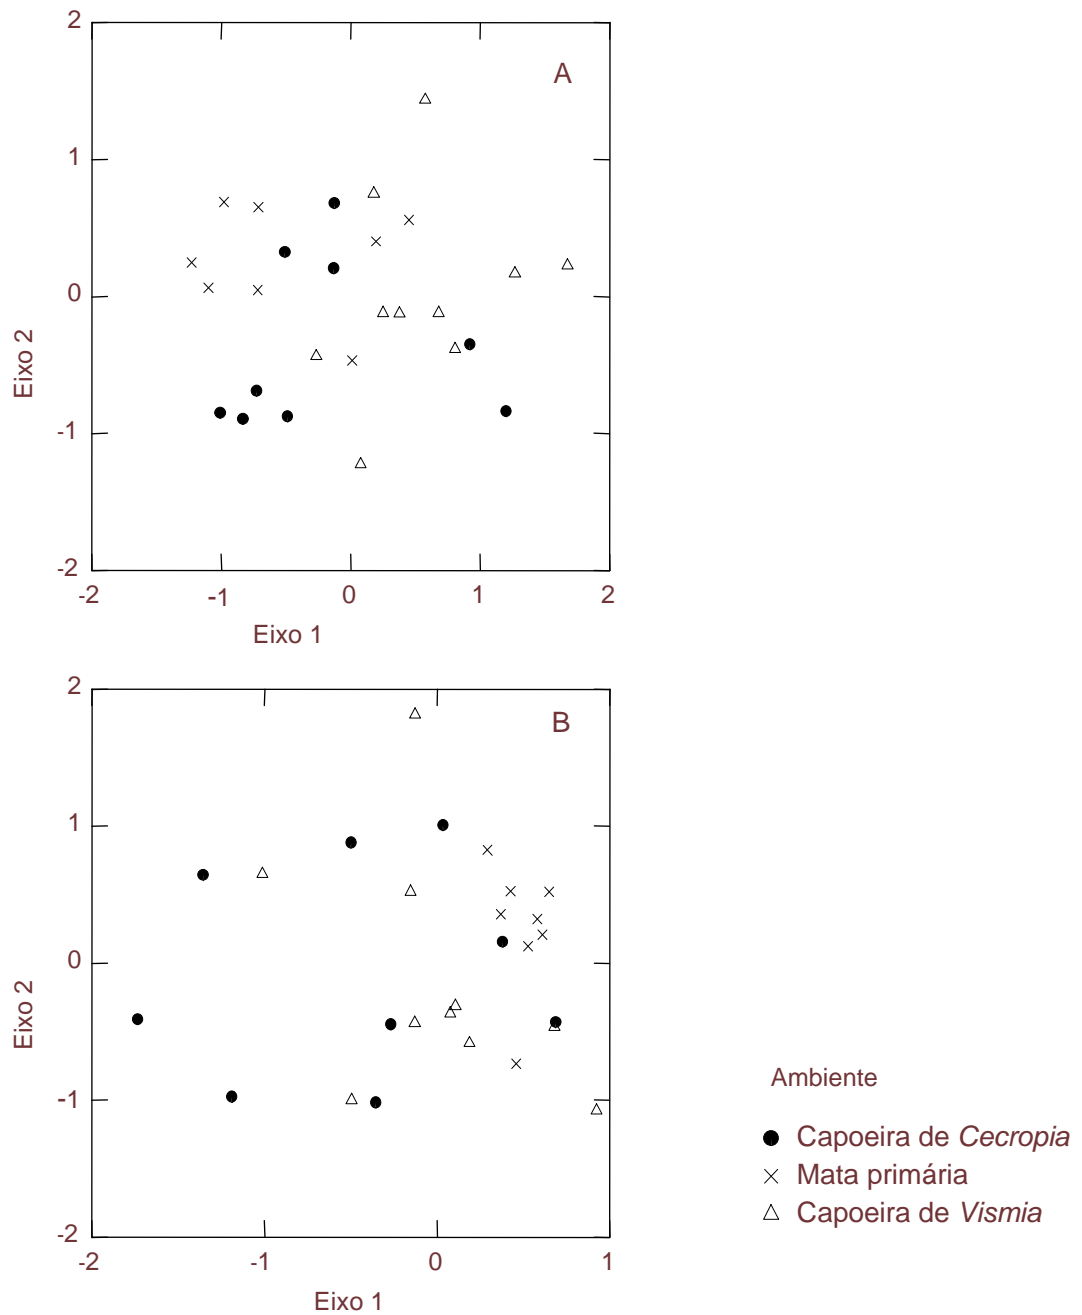 2
A
1
0
Eixo 2
-1
-2
-2 -1 0 1 2
Eixo 1
2
B
1
0
Eixo 2
-1
-2
-2 -1 0 1
Eixo 1
Ambiente
Capoeira de Cecropia
Mata primária
Capoeira de Vismia